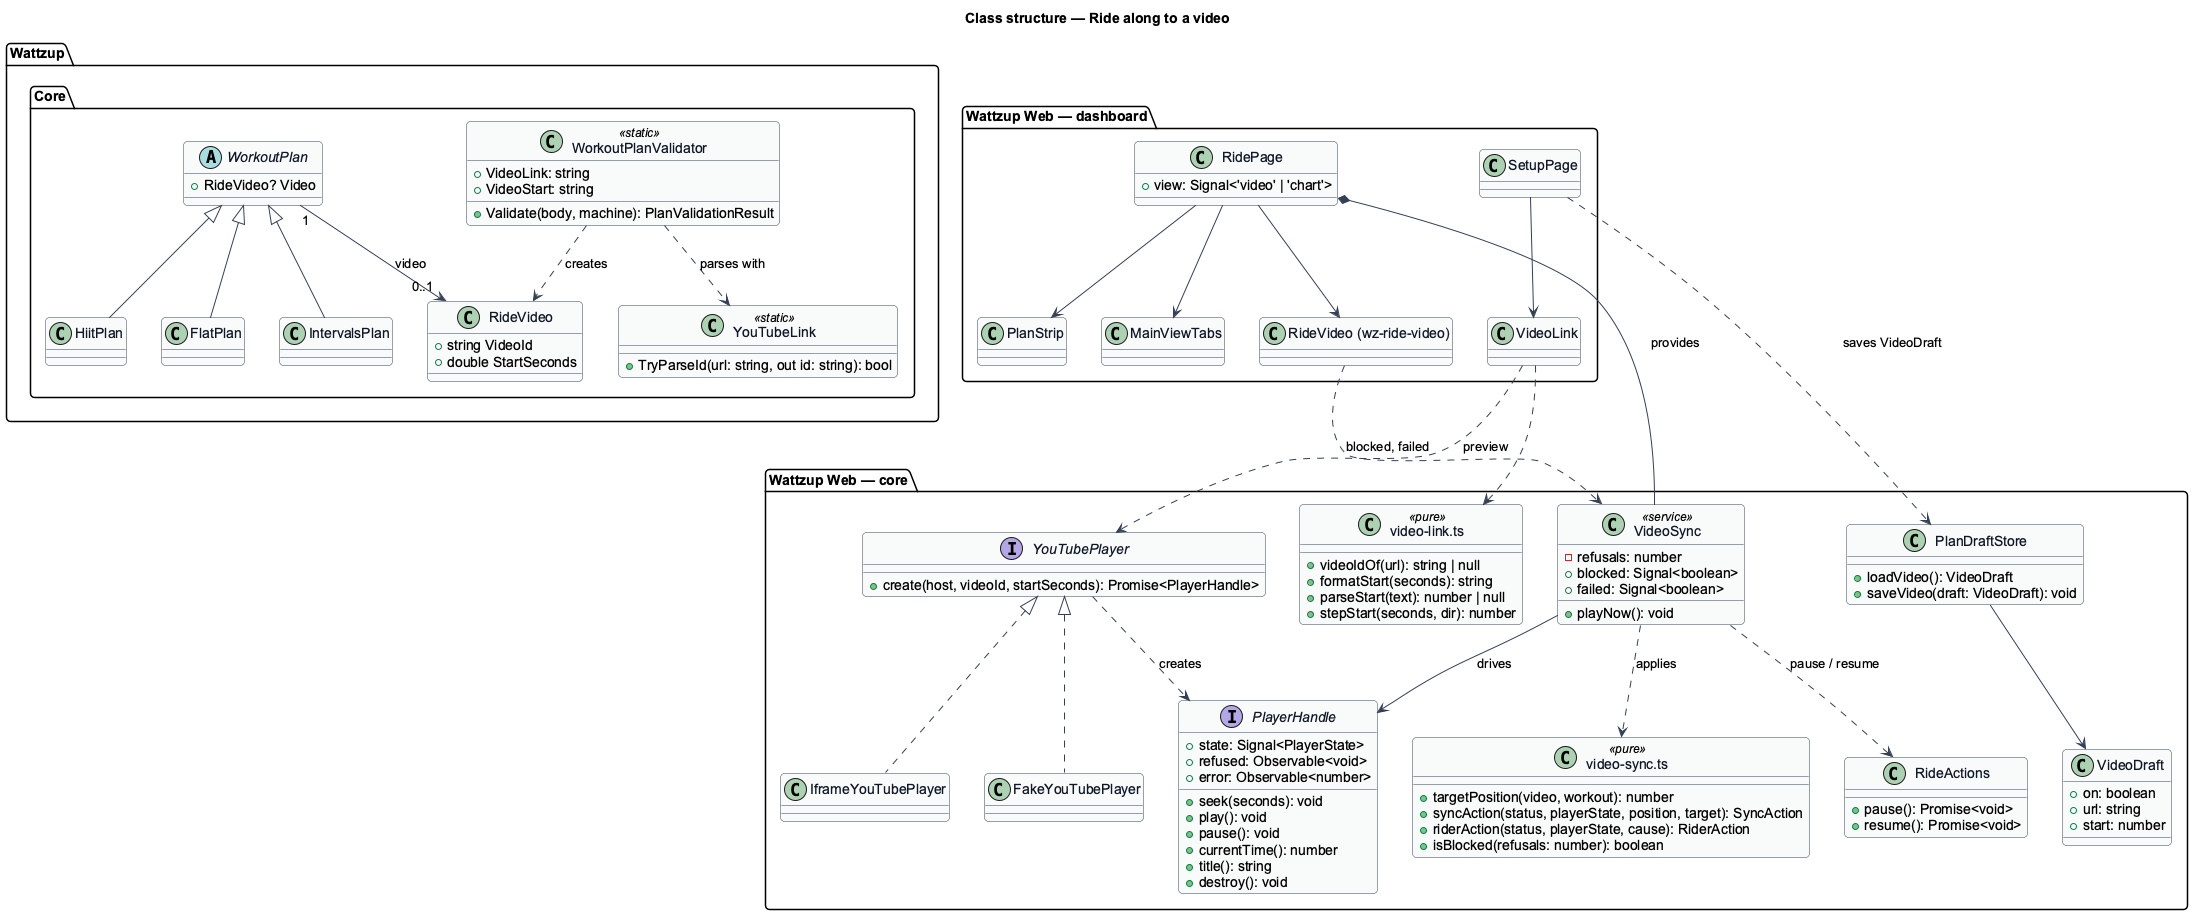 Class structure — Ride along to a video
Wattzup
Core
A WorkoutPlan
RideVideo? Video
«static»
C WorkoutPlanValidator
VideoLink: string
VideoStart: string
Validate(body, machine): PlanValidationResult
1
video
0..1
creates
parses with
C HiitPlan
C FlatPlan
C IntervalsPlan
C RideVideo
string VideoId
double StartSeconds
«static»
C YouTubeLink
TryParseId(url: string, out id: string): bool
Wattzup Web — dashboard
C RidePage
view: Signal<'video' | 'chart'>
C SetupPage
C PlanStrip
C MainViewTabs
C RideVideo (wz-ride-video)
C VideoLink
provides
saves VideoDraft
blocked, failed
preview
Wattzup Web — core
I YouTubePlayer
create(host, videoId, startSeconds): Promise<PlayerHandle>
«pure»
C video-link.ts
videoIdOf(url): string | null
formatStart(seconds): string
parseStart(text): number | null
stepStart(seconds, dir): number
«service»
C VideoSync
refusals: number
blocked: Signal<boolean>
failed: Signal<boolean>
playNow(): void
C PlanDraftStore
loadVideo(): VideoDraft
saveVideo(draft: VideoDraft): void
creates
drives
applies
pause / resume
C IframeYouTubePlayer
C FakeYouTubePlayer
I PlayerHandle
state: Signal<PlayerState>
refused: Observable<void>
error: Observable<number>
seek(seconds): void
play(): void
pause(): void
currentTime(): number
title(): string
destroy(): void
«pure»
C video-sync.ts
targetPosition(video, workout): number
syncAction(status, playerState, position, target): SyncAction
riderAction(status, playerState, cause): RiderAction
isBlocked(refusals: number): boolean
C RideActions
pause(): Promise<void>
resume(): Promise<void>
C VideoDraft
on: boolean
url: string
start: number